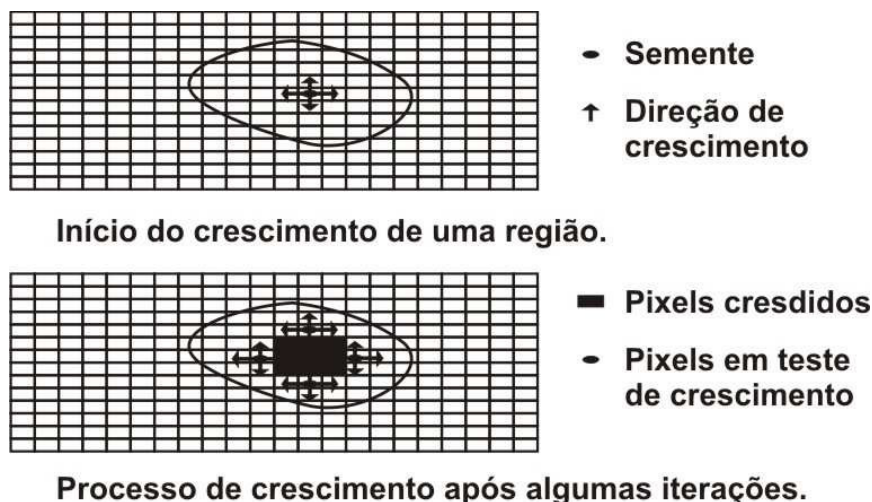 Semente
Direção de
crescimento
Início do crescimento de uma região.
Pixels cresdidos
Pixels em teste
de crescimento
Processo de crescimento após algumas iterações.